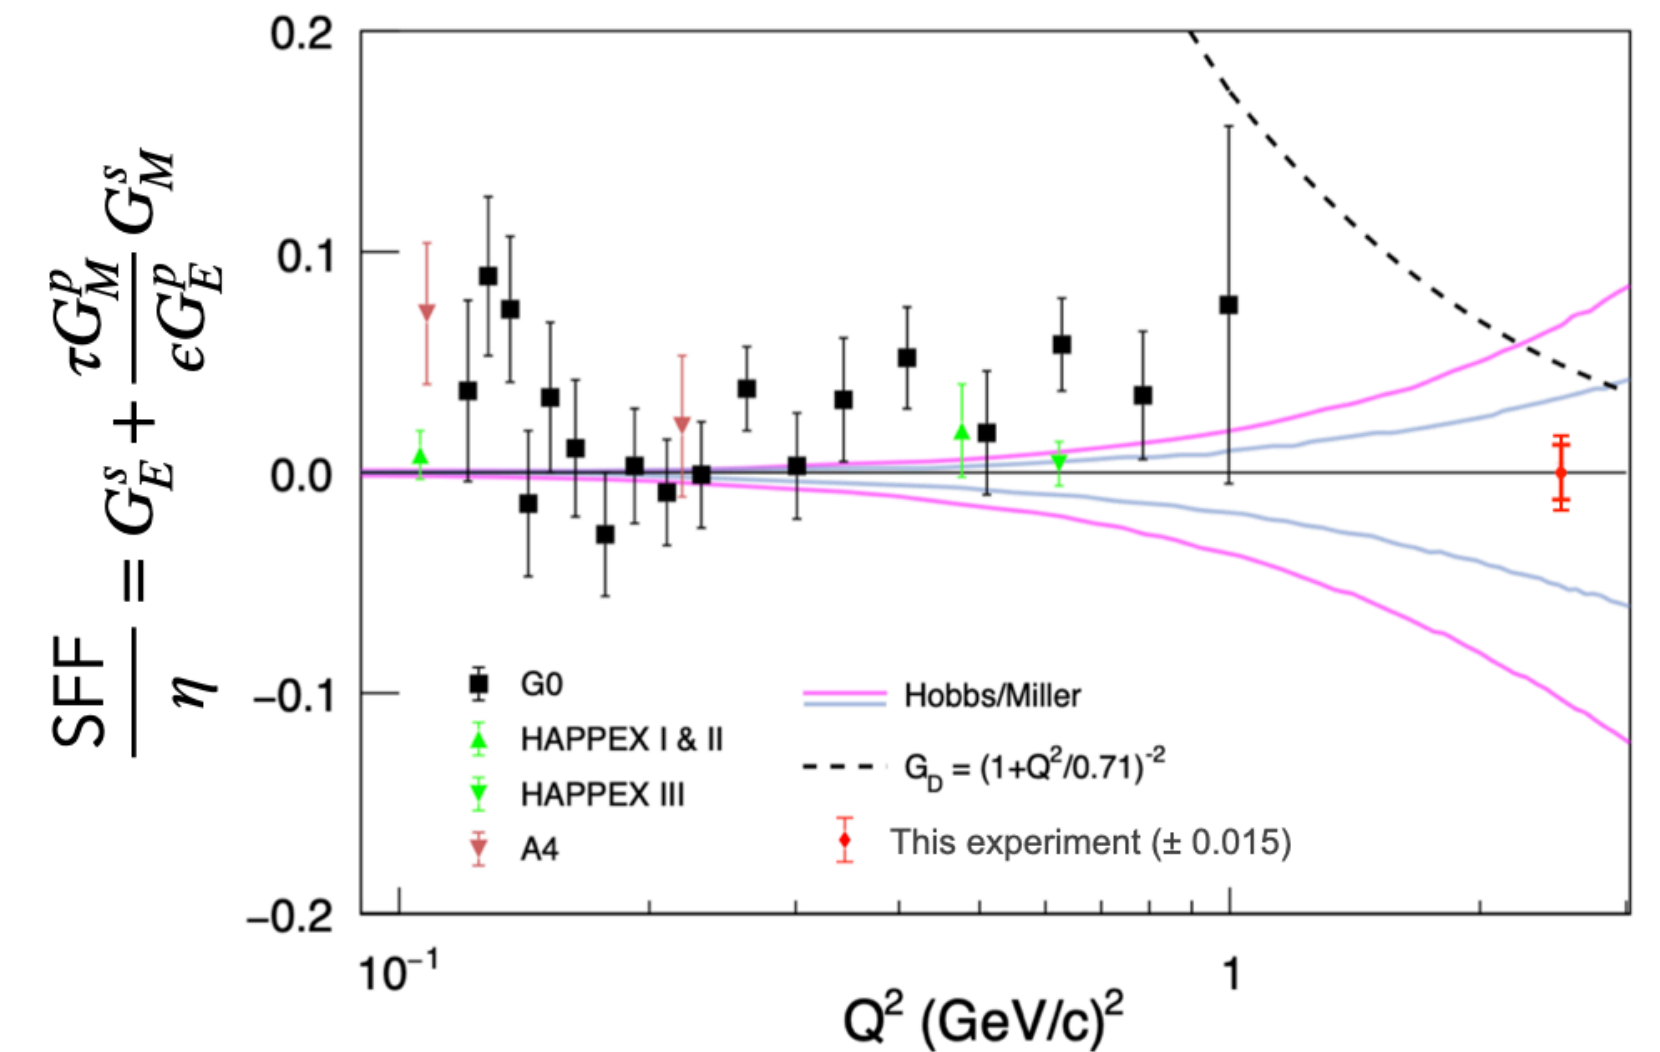 SFF/η = G_E^s + τG_M^p/ϵG_E^p G_M^s
0.2
0.1
0.0
−0.1
−0.2
G0
HAPPEX I & II
HAPPEX III
A4
Hobbs/Miller
G_D = (1+Q²/0.71)⁻²
This experiment (± 0.015)
10⁻¹
1
Q² (GeV/c)²